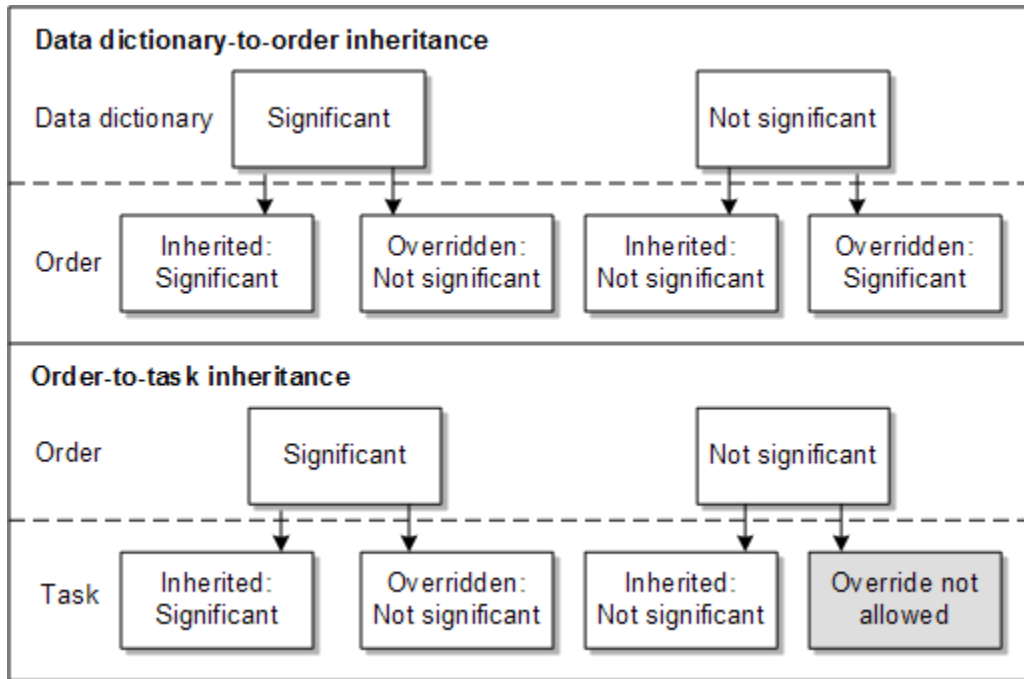 Data dictionary-to-order inheritance
Data dictionary
Significant
Not significant
Order
Inherited:
Significant
Overridden:
Not significant
Inherited:
Not significant
Overridden:
Significant
Order-to-task inheritance
Order
Significant
Not significant
Task
Inherited:
Significant
Overridden:
Not significant
Inherited:
Not significant
Override not
allowed